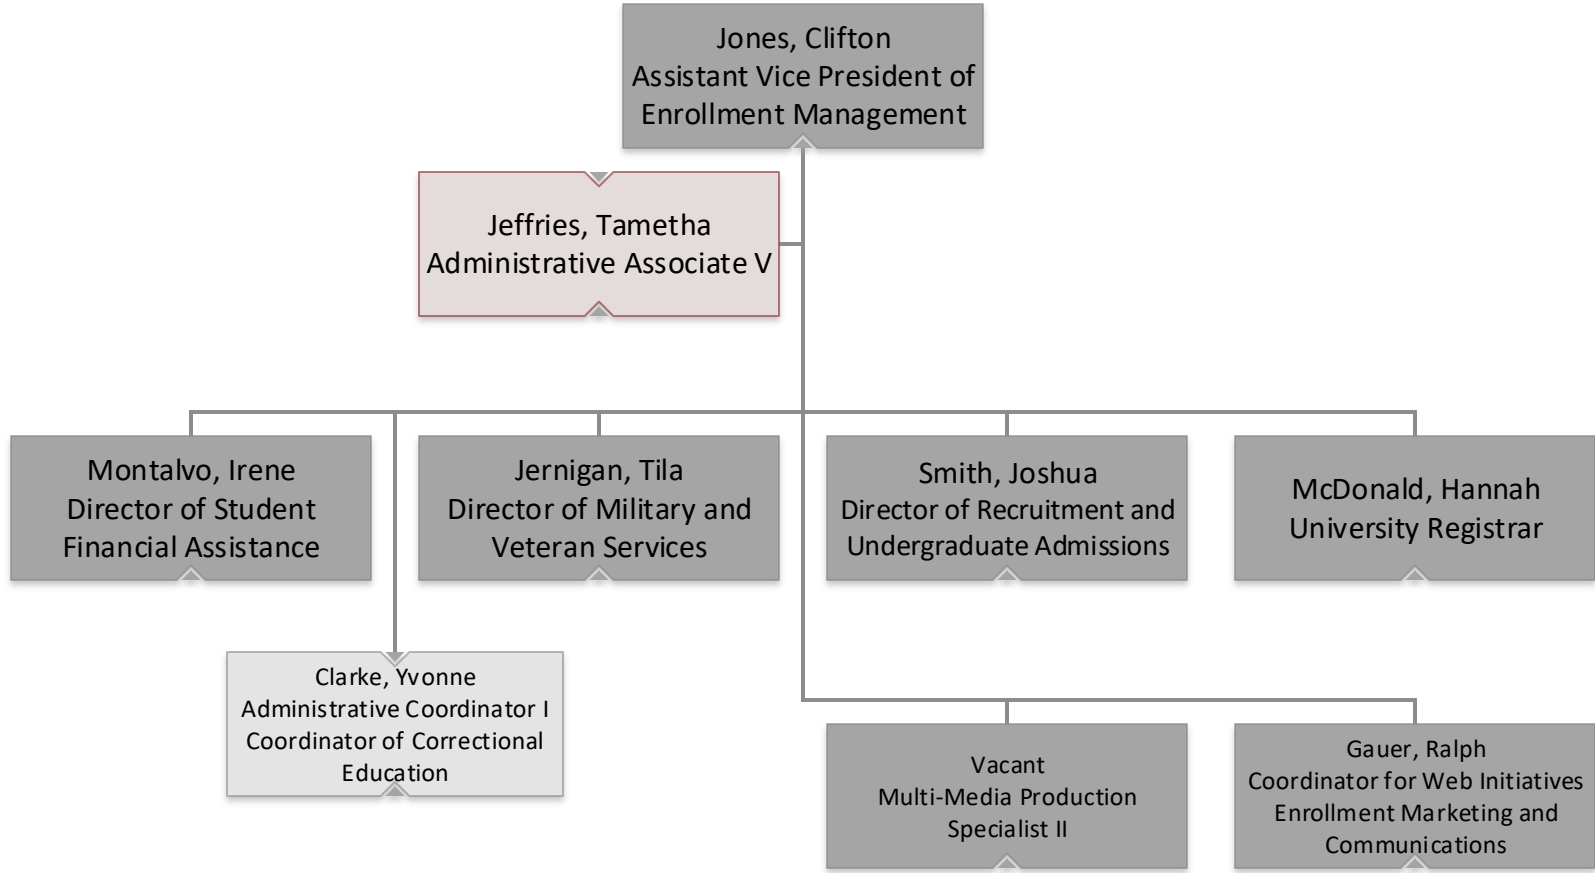 Jones, Clifton
Assistant Vice President of
Enrollment Management
Jeffries, Tametha
Administrative Associate V
Montalvo, Irene
Director of Student
Financial Assistance
Jernigan, Tila
Director of Military and
Veteran Services
Smith, Joshua
Director of Recruitment and
Undergraduate Admissions
McDonald, Hannah
University Registrar
Clarke, Yvonne
Administrative Coordinator I
Coordinator of Correctional
Education
Vacant
Multi-Media Production
Specialist II
Gauer, Ralph
Coordinator for Web Initiatives
Enrollment Marketing and
Communications